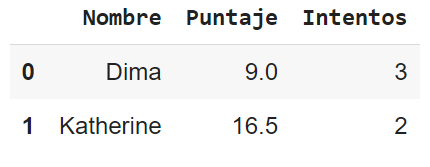 Nombre Puntaje Intentos
0 Dima 9.0 3
1 Katherine 16.5 2